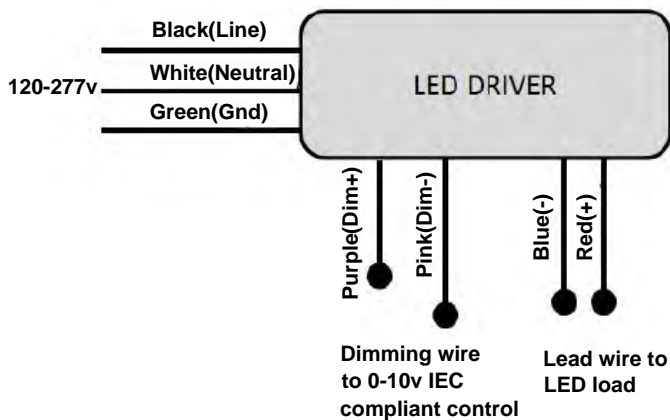 Black(Line)
White(Neutral)
120-277v
Green(Gnd)
LED DRIVER
Purple(Dim+)
Pink(Dim-)
Blue(-)
Red(+)
Dimming wire
to 0-10v IEC
compliant control
Lead wire to
LED load